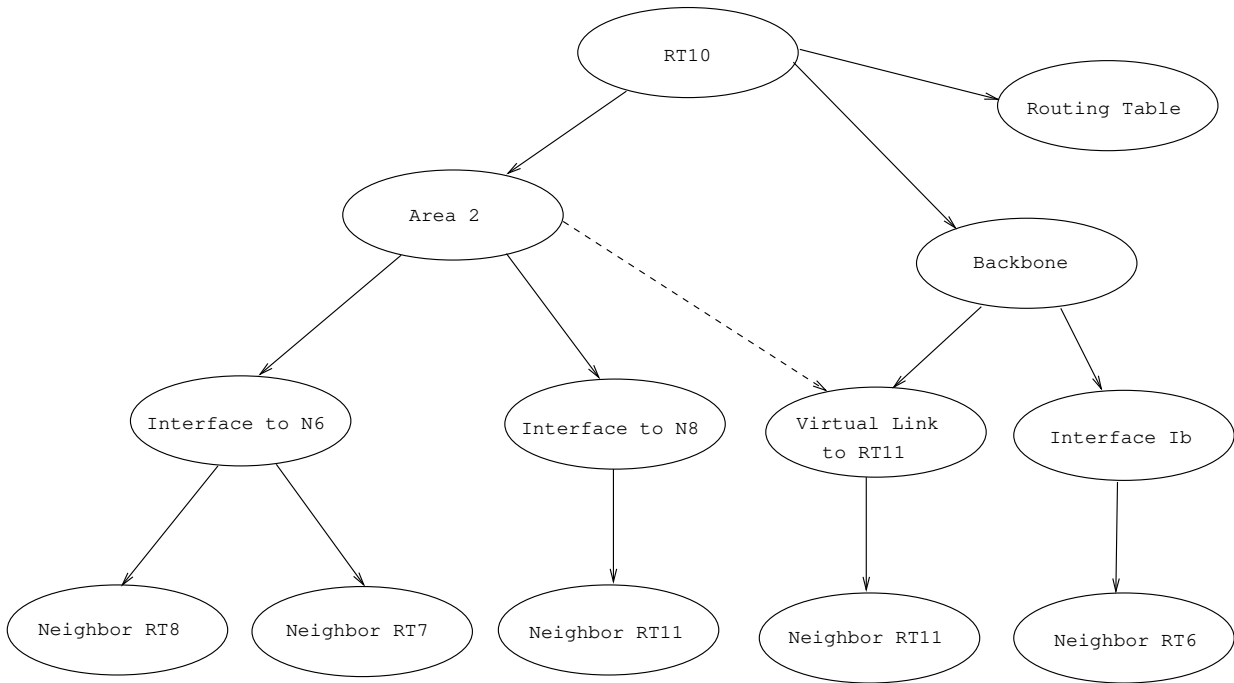 RT10
Routing Table
Area 2
Backbone
Interface to N6
Interface to N8
Virtual Link
to RT11
Interface Ib
Neighbor RT8
Neighbor RT7
Neighbor RT11
Neighbor RT11
Neighbor RT6